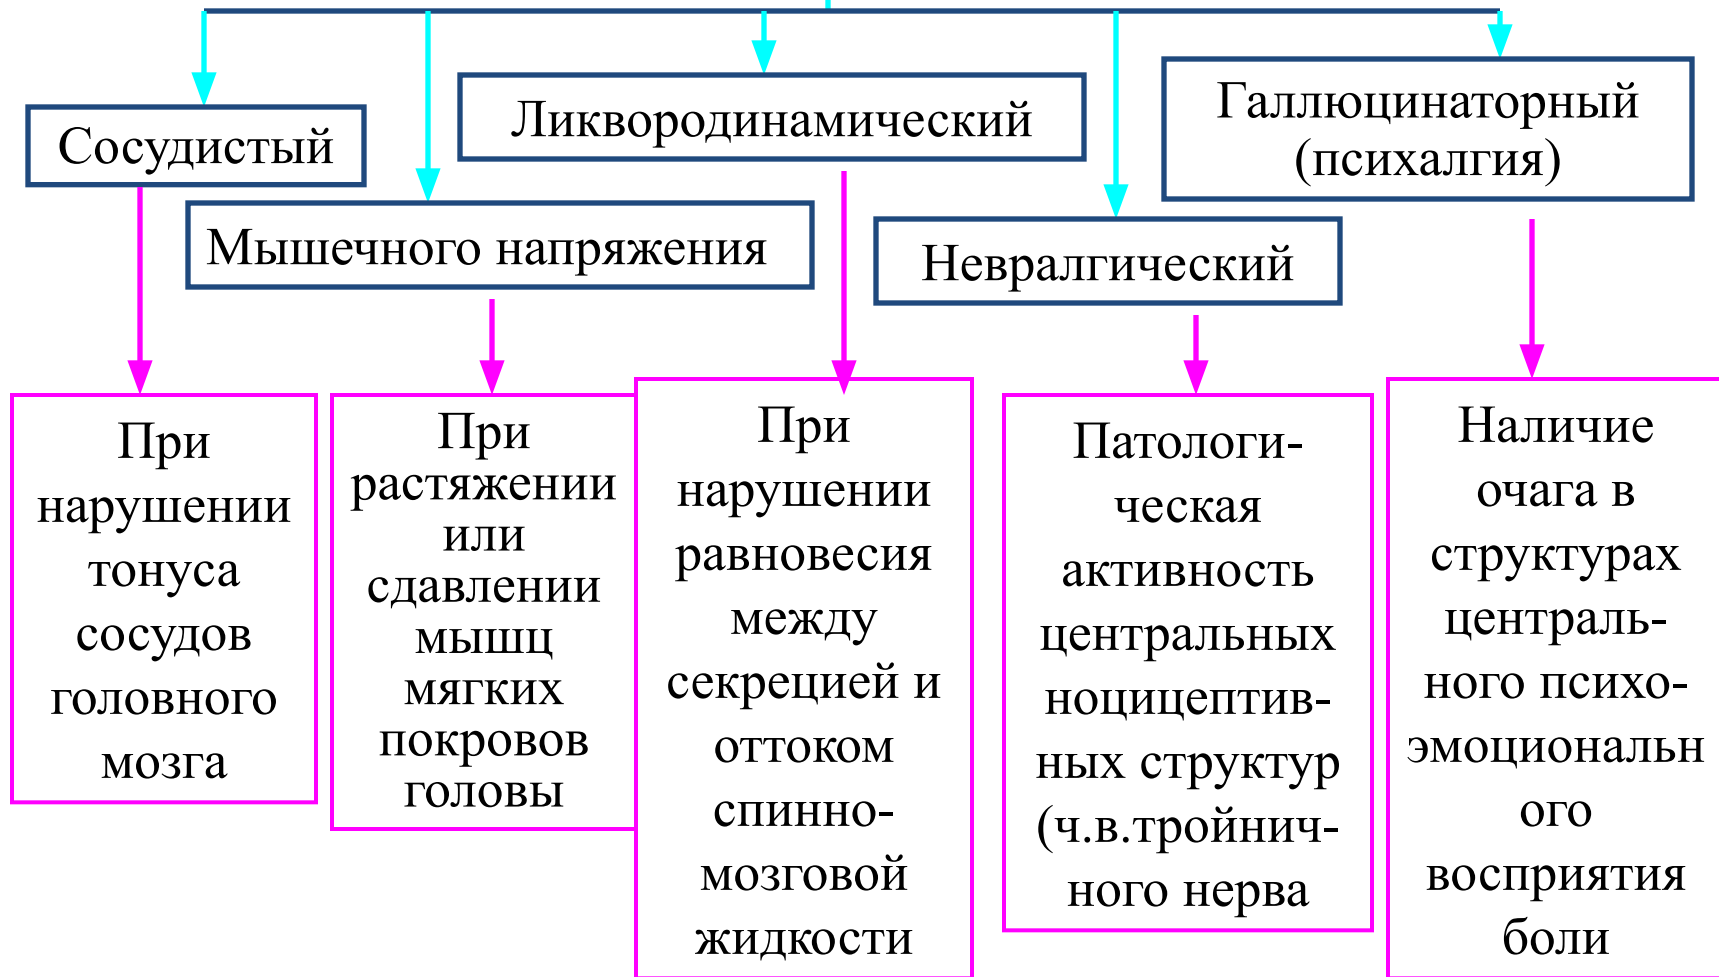 Сосудистый
Мышечного напряжения
Ликвородинамический
Невралгический
Галлюцинаторный
(психалгия)
При
нарушении
тонуса
сосудов
головного
мозга
При
растяжении
или
сдавлении
мышц
мягких
покровов
головы
При
нарушении
равновесия
между
секрецией и
оттоком
спинно-
мозговой
жидкости
Патологи-
ческая
активность
центральных
ноцицептив-
ных структур
(ч.в.тройнич-
ного нерва
Наличие
очага в
структурах
централь-
ного психо-
эмоциональн
ого
восприятия
боли